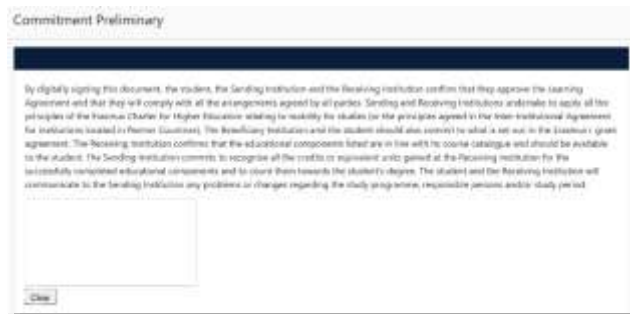 Commitment Preliminary
By digitally signing this document, the student, the Sending Institution and the Receiving Institution confirm that they approve the Learning
Agreement and that they will comply with all the arrangements agreed by all parties. Sending and Receiving Institutions undertake to apply all the
principles of the Erasmus Charter for Higher Education relating to mobility for studies (or the principles agreed in the Inter-Institutional Agreement
for institutions located in Partner Countries). The Beneficiary Institution and the student should also commit to what is set out in the Erasmus+ grant
agreement. The Receiving Institution confirms that the educational components listed are in line with its course catalogue and should be available
to the student. The Sending Institution commits to recognise all the credits or equivalent units gained at the Receiving Institution for the
successfully completed educational components and to count them towards the student's degree. The student and the Receiving Institution will
communicate to the Sending Institution any problems or changes regarding the study programme, responsible persons and/or study period
Clear